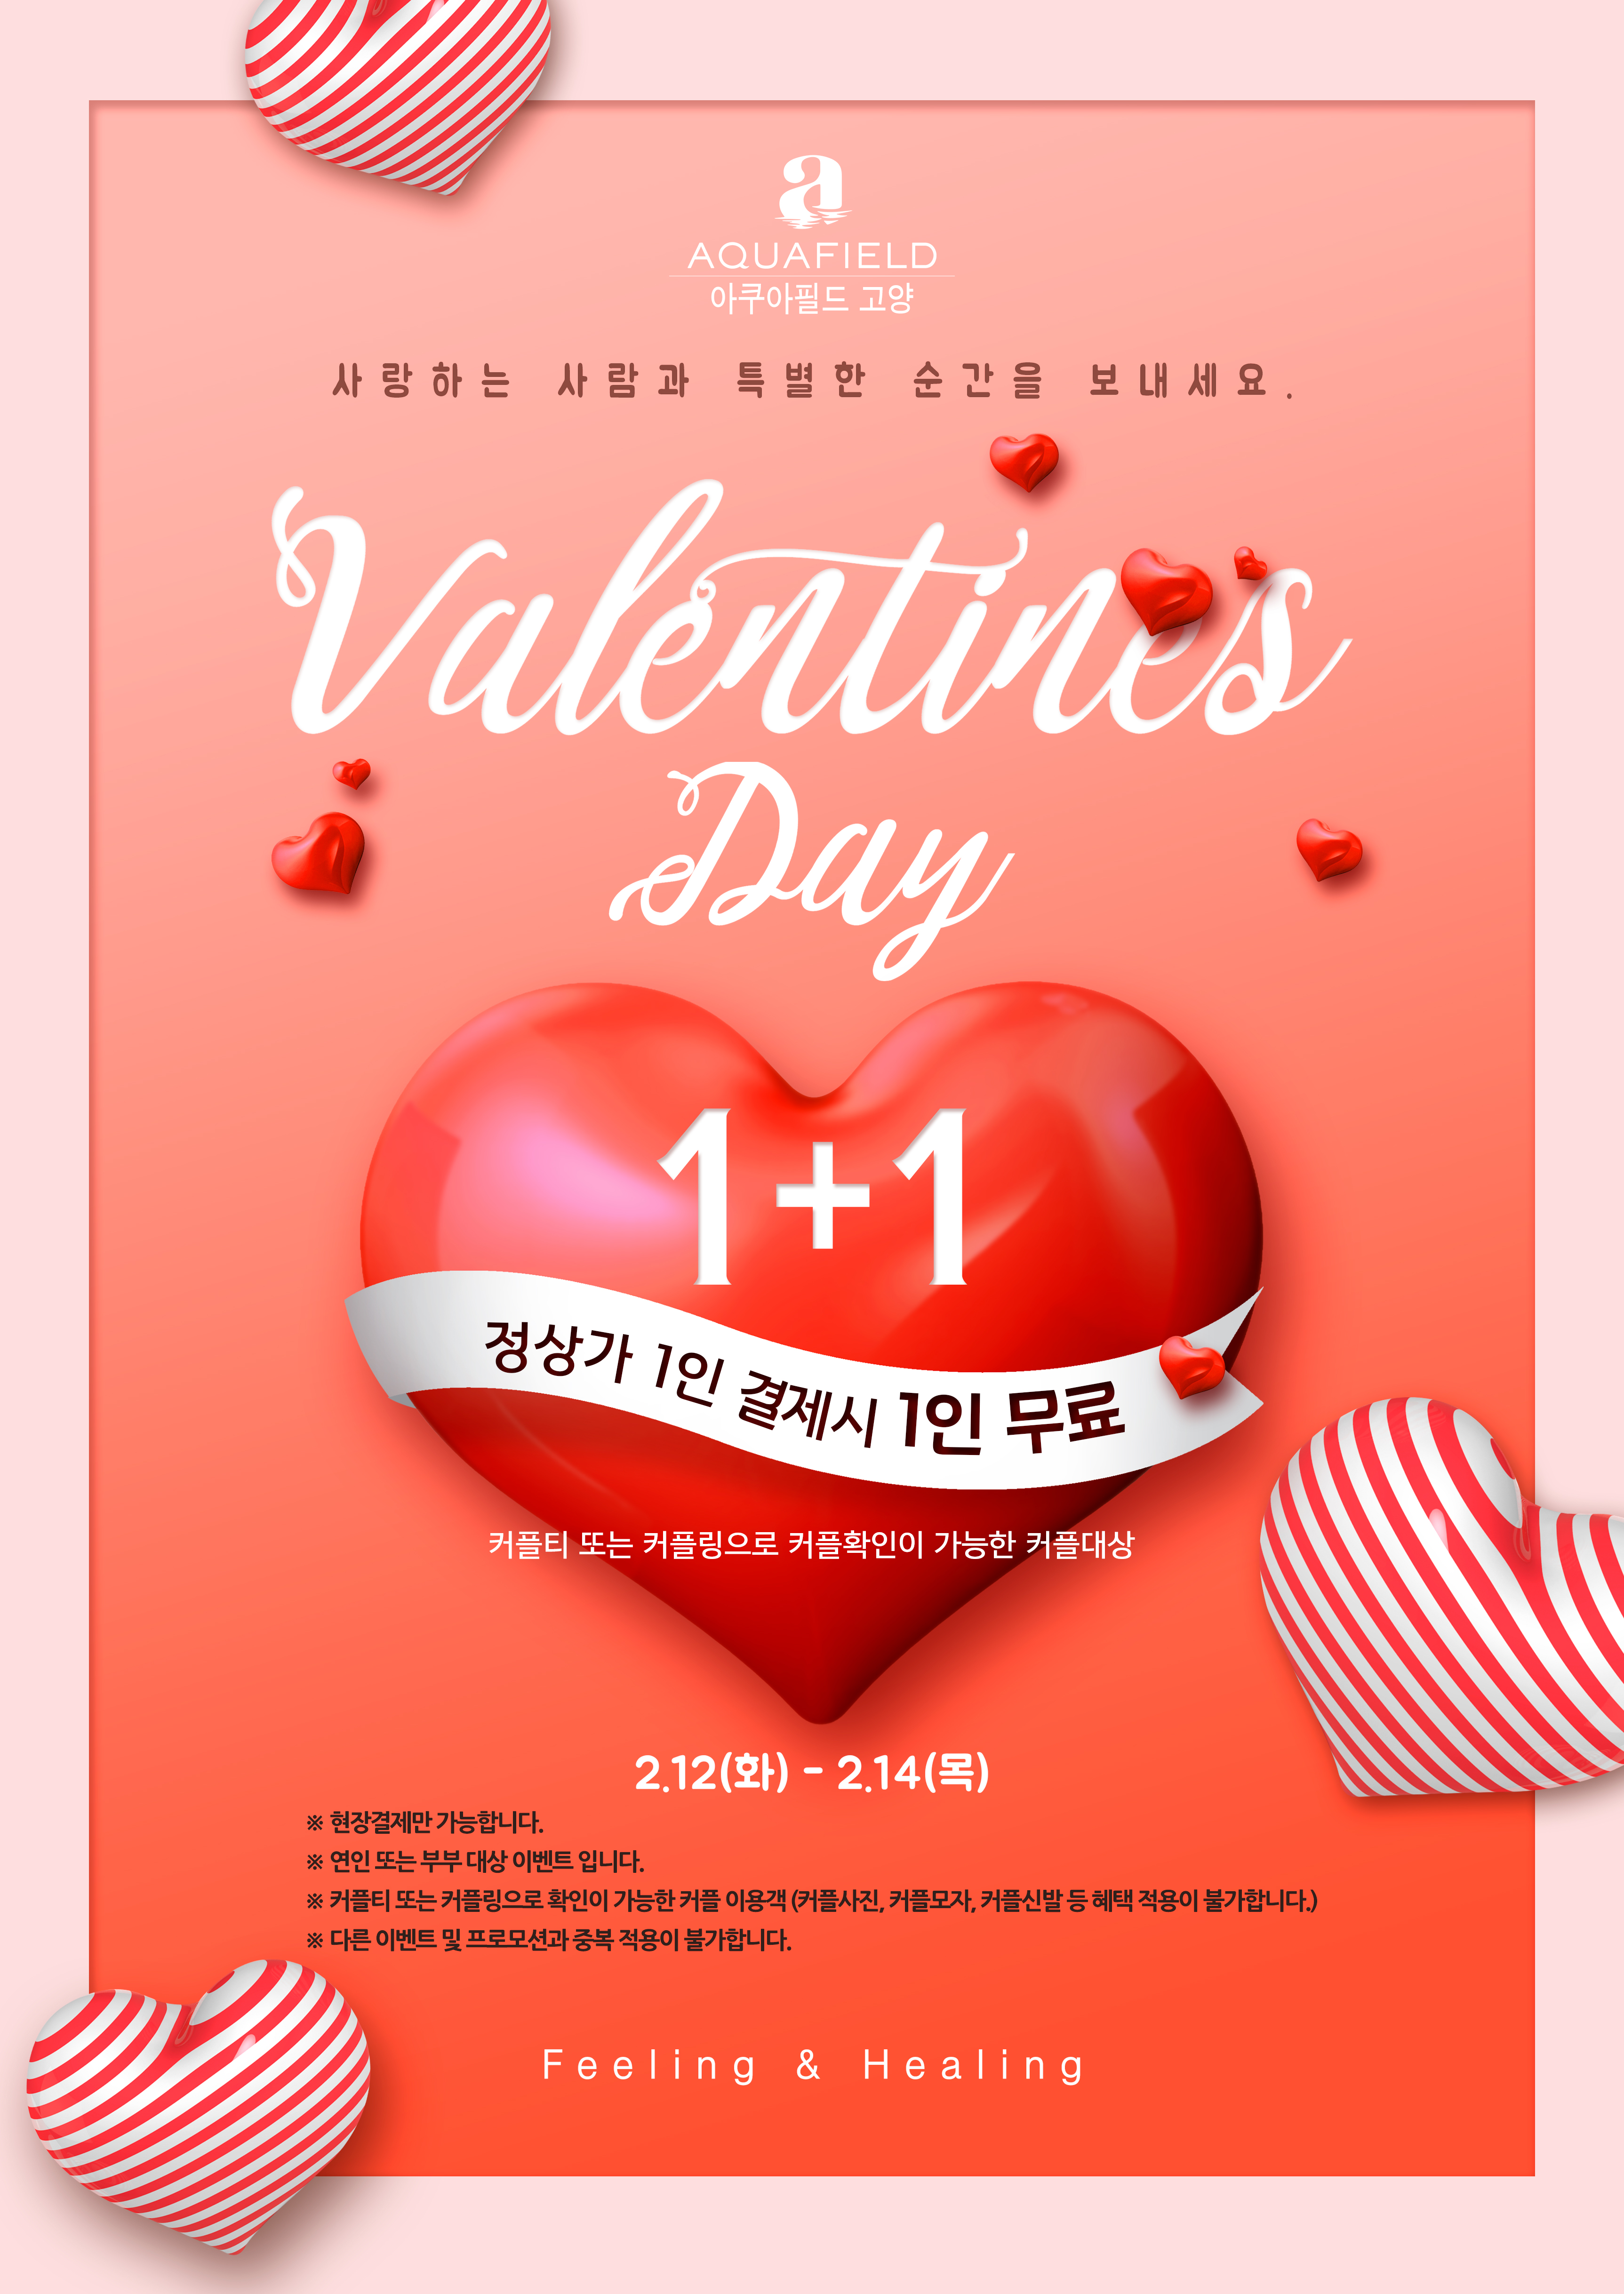 a
AQUAFIELD
아쿠아필드 고양
사랑하는 사람과 특별한 순간을 보내세요.
Valentines
Day
1+1
정상가 1인 결제시 1인 무료
커플티 또는 커플링으로 커플확인이 가능한 커플대상
2.12(화) - 2.14(목)
※ 현장결제만 가능합니다.
※ 연인 또는 부부 대상 이벤트 입니다.
※ 커플티 또는 커플링으로 확인이 가능한 커플 이용객 (커플사진, 커플모자, 커플신발 등 혜택 적용이 불가합니다.)
※ 다른 이벤트 및 프로모션과 중복 적용이 불가합니다.
Feeling & Healing